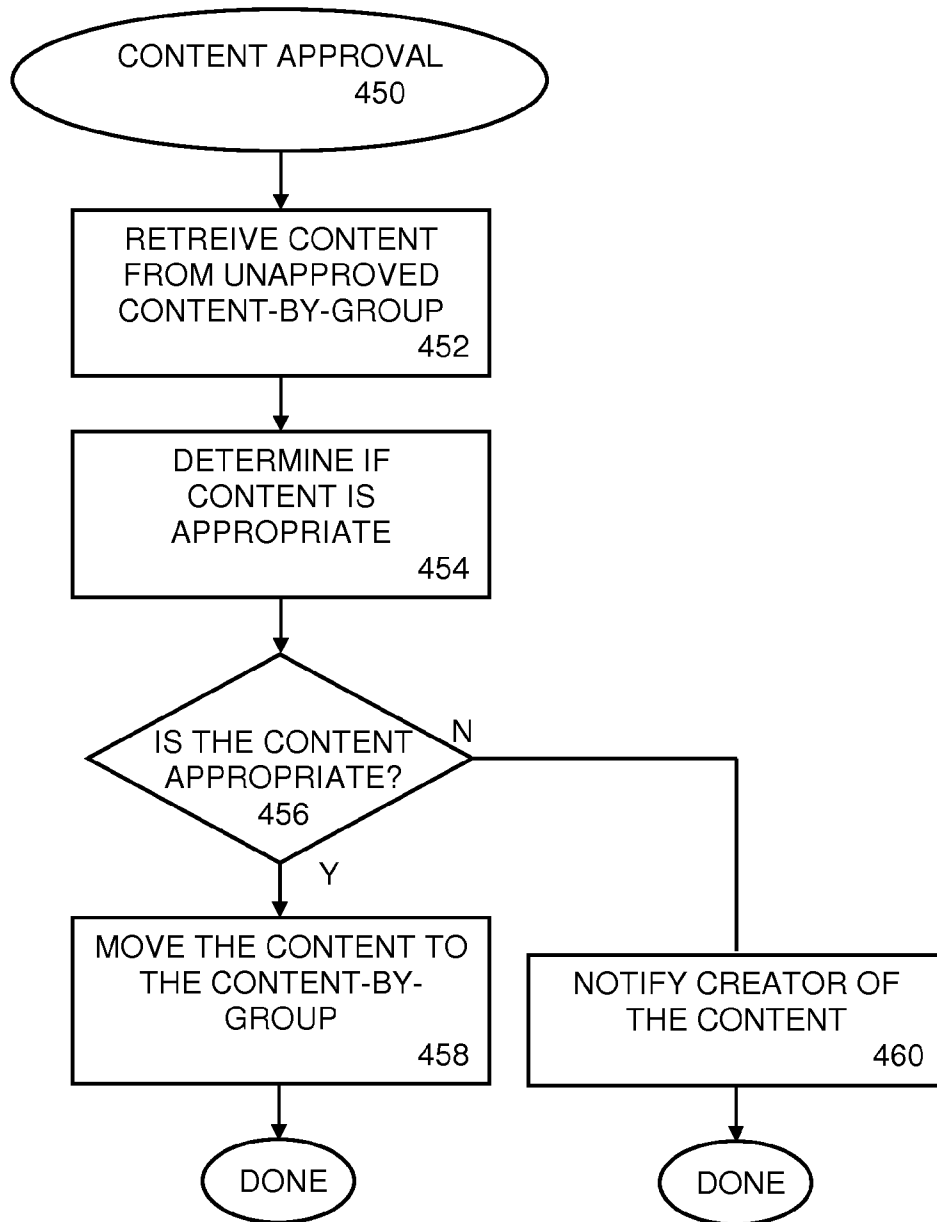 CONTENT APPROVAL
450
RETREIVE CONTENT
FROM UNAPPROVED
CONTENT-BY-GROUP
452
DETERMINE IF
CONTENT IS
APPROPRIATE
454
N
IS THE CONTENT
APPROPRIATE?
456
Y
MOVE THE CONTENT TO
THE CONTENT-BY-
GROUP
458
NOTIFY CREATOR OF
THE CONTENT
460
DONE
DONE